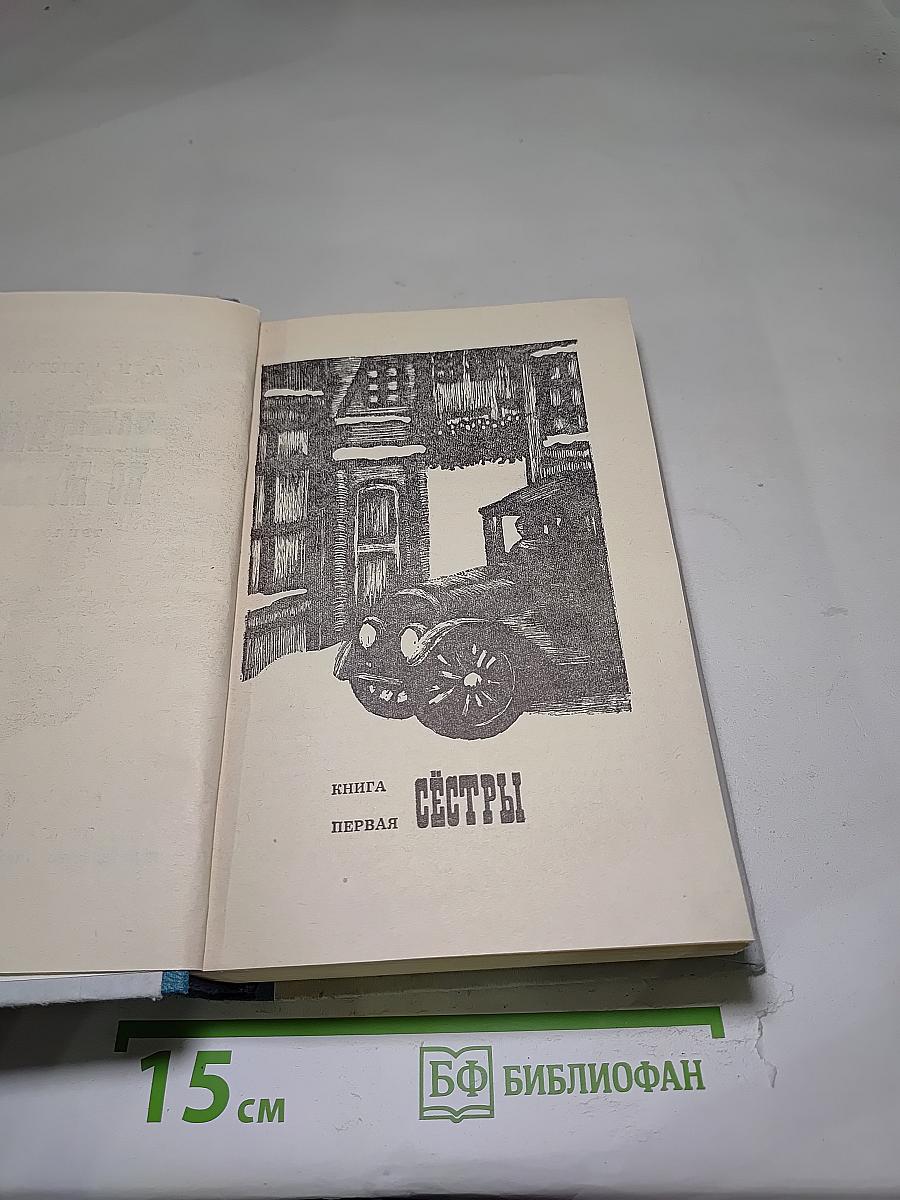 КНИГА
ПЕРВАЯ
СЁСТРЫ
15 см
БФ БИБЛИОФАН